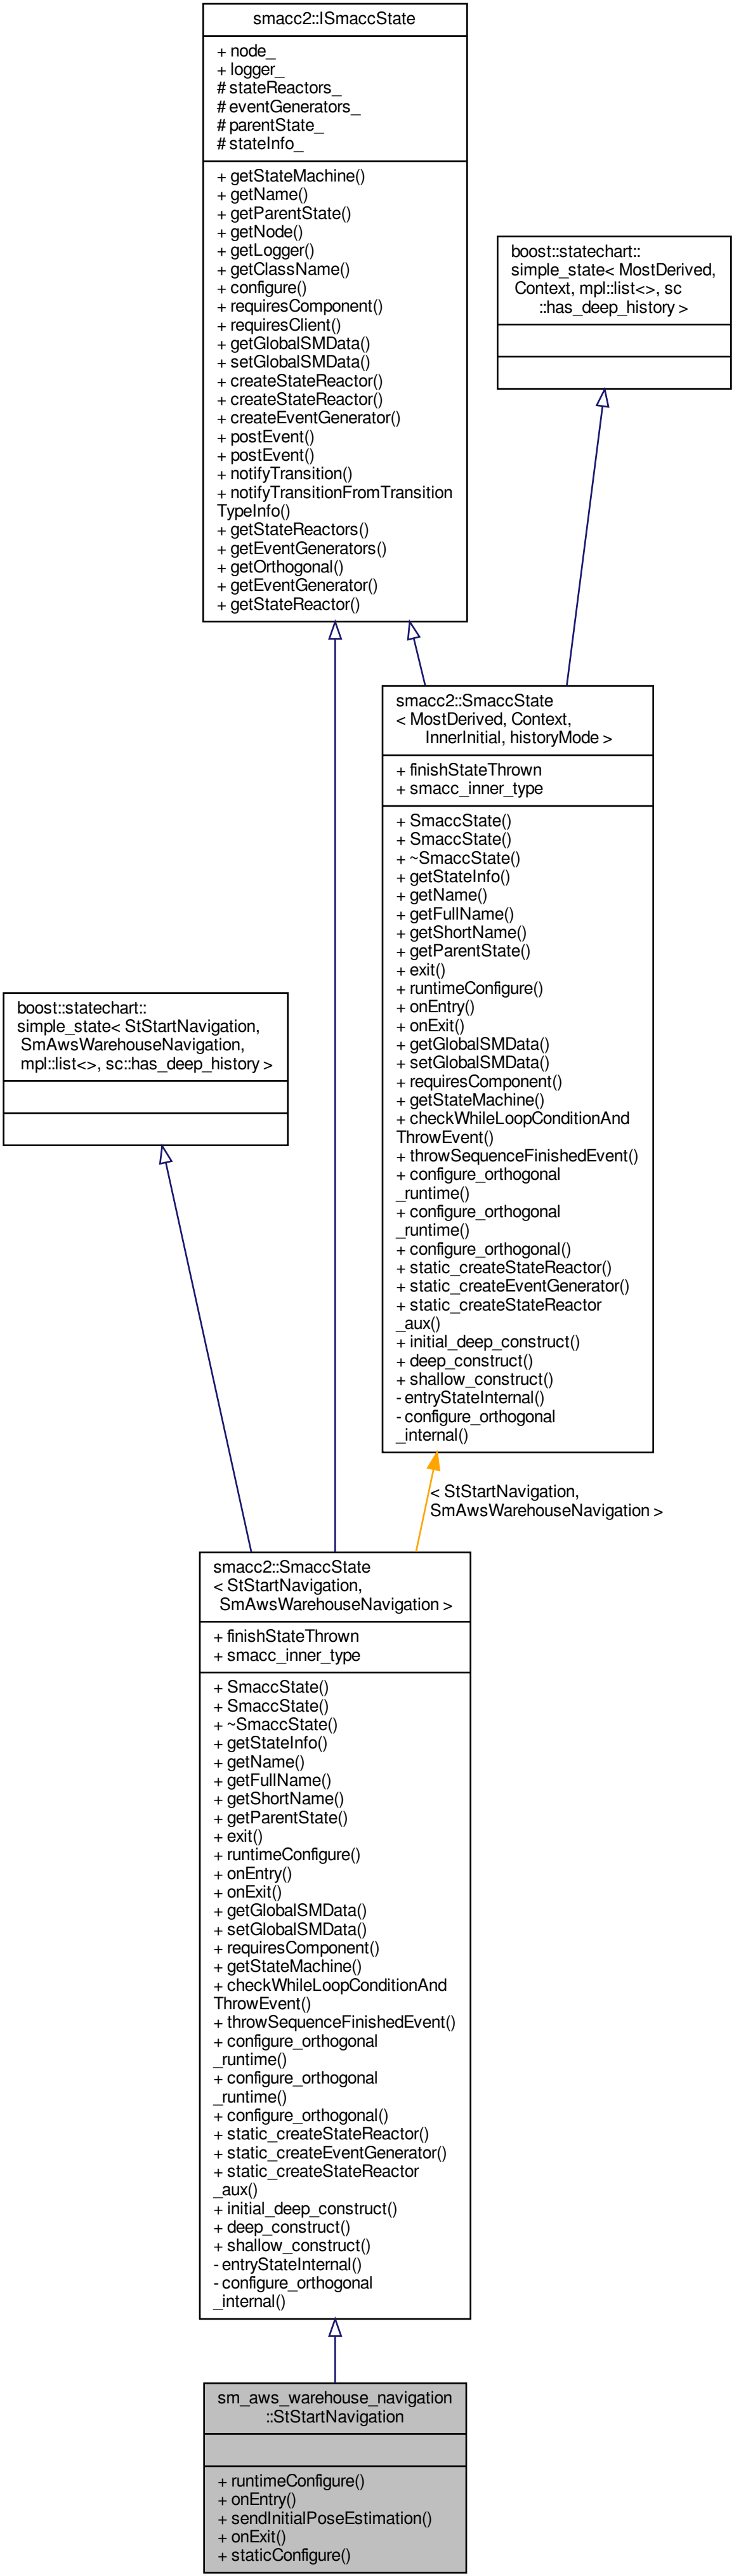 smacc2::ISmaccState
+ node_
+ logger_
# stateReactors_
# eventGenerators_
# parentState_
# stateInfo_
+ getStateMachine()
+ getName()
+ getParentState()
+ getNode()
+ getLogger()
+ getClassName()
+ configure()
+ requiresComponent()
+ requiresClient()
+ getGlobalSMData()
+ setGlobalSMData()
+ createStateReactor()
+ createStateReactor()
+ createEventGenerator()
+ postEvent()
+ postEvent()
+ notifyTransition()
+ notifyTransitionFromTransition
TypeInfo()
+ getStateReactors()
+ getEventGenerators()
+ getOrthogonal()
+ getEventGenerator()
+ getStateReactor()
boost::statechart::
simple_state< MostDerived,
Context, mpl::list<>, sc
::has_deep_history >
smacc2::SmaccState
< MostDerived, Context,
InnerInitial, historyMode >
+ finishStateThrown
+ smacc_inner_type
+ SmaccState()
+ SmaccState()
+ ~SmaccState()
+ getStateInfo()
+ getName()
+ getFullName()
+ getShortName()
+ getParentState()
+ exit()
+ runtimeConfigure()
+ onEntry()
+ onExit()
+ getGlobalSMData()
+ setGlobalSMData()
+ requiresComponent()
+ getStateMachine()
+ checkWhileLoopConditionAnd
ThrowEvent()
+ throwSequenceFinishedEvent()
+ configure_orthogonal
_runtime()
+ configure_orthogonal
_runtime()
+ configure_orthogonal()
+ static_createStateReactor()
+ static_createEventGenerator()
+ static_createStateReactor
_aux()
+ initial_deep_construct()
+ deep_construct()
+ shallow_construct()
- entryStateInternal()
- configure_orthogonal
_internal()
boost::statechart::
simple_state< StStartNavigation,
SmAwsWarehouseNavigation,
mpl::list<>, sc::has_deep_history >
< StStartNavigation,
SmAwsWarehouseNavigation >
smacc2::SmaccState
< StStartNavigation,
SmAwsWarehouseNavigation >
+ finishStateThrown
+ smacc_inner_type
+ SmaccState()
+ SmaccState()
+ ~SmaccState()
+ getStateInfo()
+ getName()
+ getFullName()
+ getShortName()
+ getParentState()
+ exit()
+ runtimeConfigure()
+ onEntry()
+ onExit()
+ getGlobalSMData()
+ setGlobalSMData()
+ requiresComponent()
+ getStateMachine()
+ checkWhileLoopConditionAnd
ThrowEvent()
+ throwSequenceFinishedEvent()
+ configure_orthogonal
_runtime()
+ configure_orthogonal
_runtime()
+ configure_orthogonal()
+ static_createStateReactor()
+ static_createEventGenerator()
+ static_createStateReactor
_aux()
+ initial_deep_construct()
+ deep_construct()
+ shallow_construct()
- entryStateInternal()
- configure_orthogonal
_internal()
sm_aws_warehouse_navigation
::StStartNavigation
+ runtimeConfigure()
+ onEntry()
+ sendInitialPoseEstimation()
+ onExit()
+ staticConfigure()